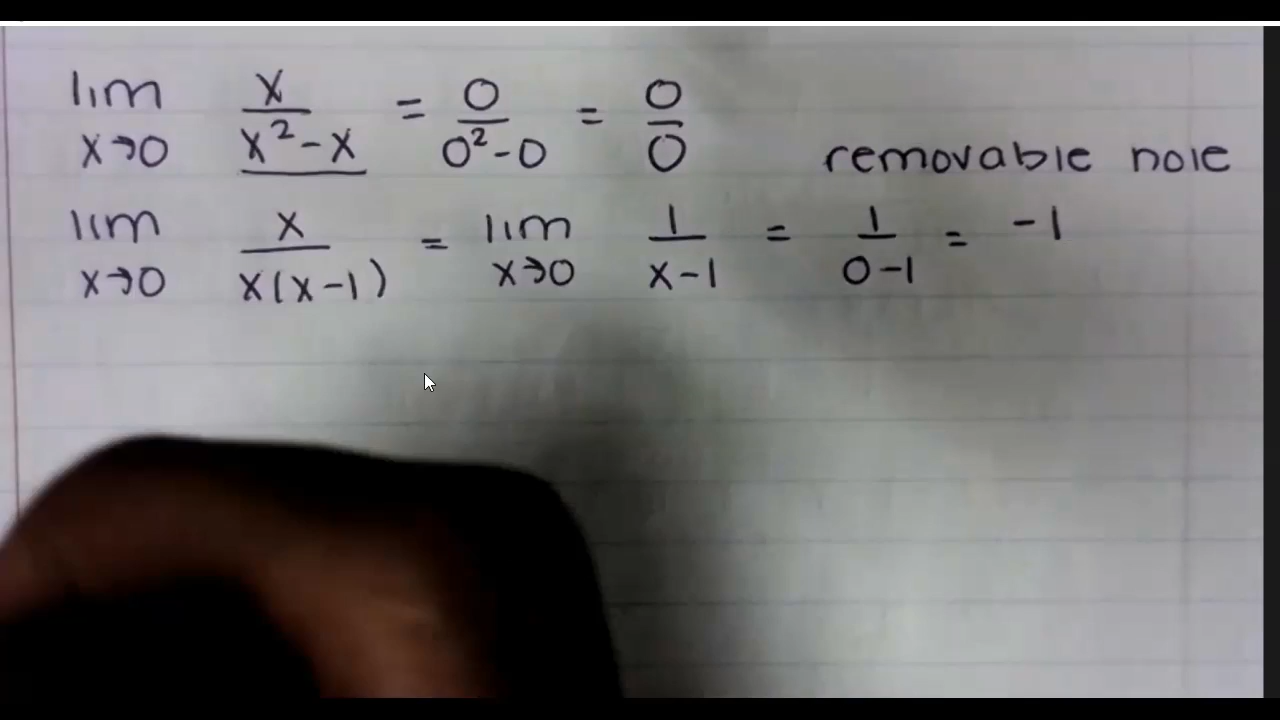 lim x→0 x/(x² - x) = 0/(0² - 0) = 0/0 removable hole
lim x→0 x/(x(x-1)) = lim x→0 1/(x-1) = 1/(0-1) = -1